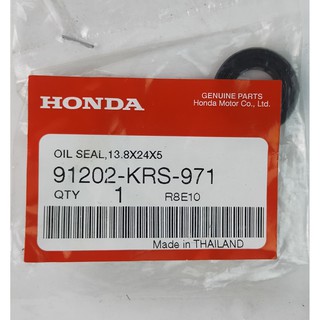 HONDA
GENUINE PARTS
Honda Motor Co., Ltd.
OIL SEAL,13.8X24X5
91202-KRS-971
QTY 1 R8E10
Made in THAILAND